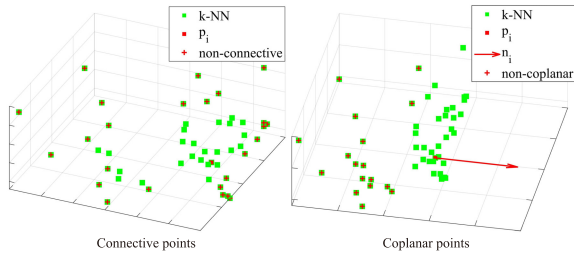 k-NN
p_i
non-connective
Connective points
k-NN
p_i
n_i
non-coplanar
Coplanar points